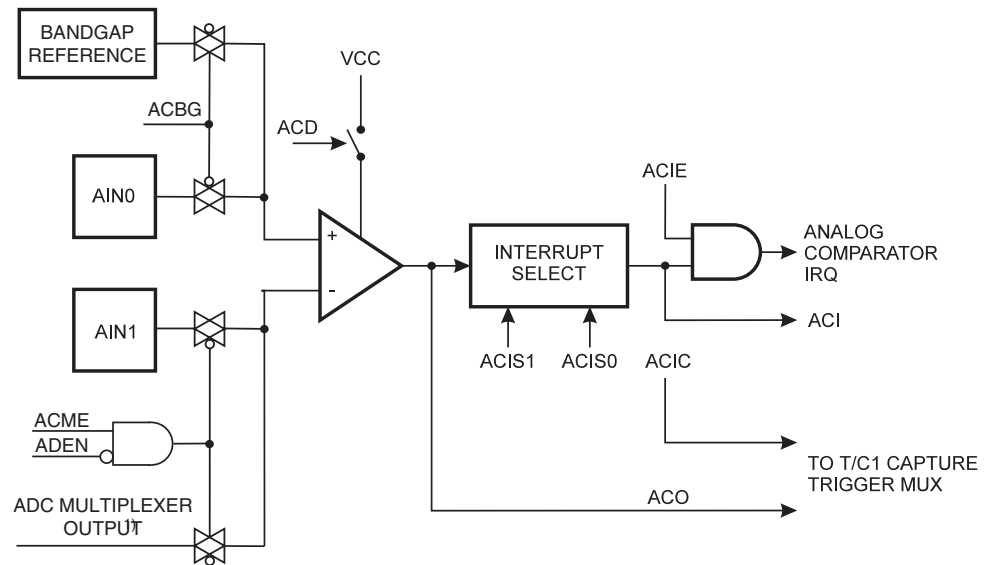 BANDGAP
REFERENCE
VCC
ACBG
ACD
AIN0
ACIE
+
-
INTERRUPT
SELECT
ANALOG
COMPARATOR
IRQ
AIN1
ACI
ACIS1
ACIS0
ACIC
ACME
ADEN
TO T/C1 CAPTURE
TRIGGER MUX
ADC MULTIPLEXER
OUTPUT
1)
ACO